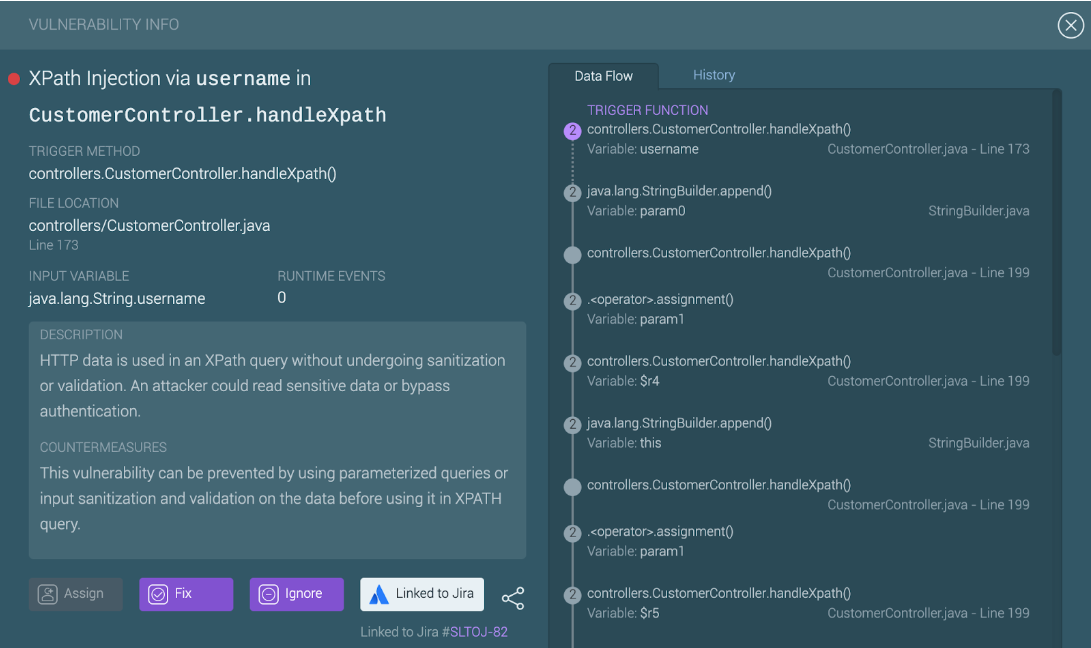 VULNERABILITY INFO
XPath Injection via username in
CustomerController.handleXpath
TRIGGER METHOD
controllers.CustomerController.handleXpath()
FILE LOCATION
controllers/CustomerController.java
Line 173
INPUT VARIABLE RUNTIME EVENTS
java.lang.String.username 0
DESCRIPTION
HTTP data is used in an XPath query without undergoing sanitization
or validation. An attacker could read sensitive data or bypass
authentication.
COUNTERMEASURES
This vulnerability can be prevented by using parameterized queries or
input sanitization and validation on the data before using it in XPATH
query.
Assign Fix Ignore Linked to Jira
Linked to Jira #SLTOJ-82
Data Flow History
TRIGGER FUNCTION
2 controllers.CustomerController.handleXpath()
Variable: username CustomerController.java - Line 173
2 java.lang.StringBuilder.append()
Variable: param0 StringBuilder.java
controllers.CustomerController.handleXpath()
CustomerController.java - Line 199
2 .<operator>.assignment()
Variable: param1
2 controllers.CustomerController.handleXpath()
Variable: $r4 CustomerController.java - Line 199
2 java.lang.StringBuilder.append()
Variable: this StringBuilder.java
controllers.CustomerController.handleXpath()
CustomerController.java - Line 199
2 .<operator>.assignment()
Variable: param1
2 controllers.CustomerController.handleXpath()
Variable: $r5 CustomerController.java - Line 199